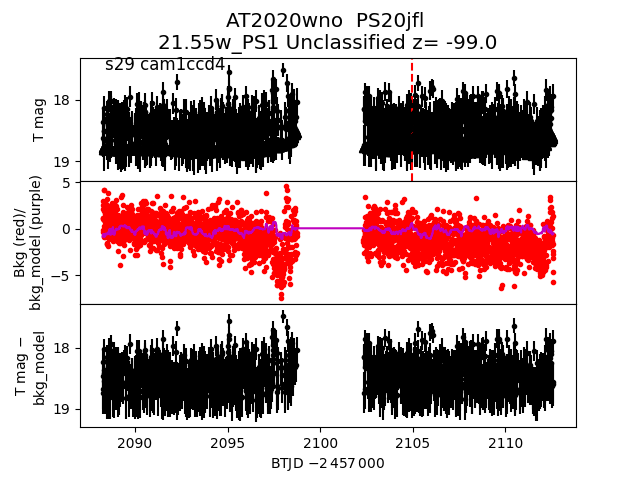 AT2020wno  PS20jfl
21.55w_PS1 Unclassified z= -99.0
s29 cam1ccd4
T mag
18
19
Bkg (red)/
bkg_model (purple)
5
0
−5
T mag −
bkg_model
18
19
2090 2095 2100 2105 2110
BTJD −2 457 000